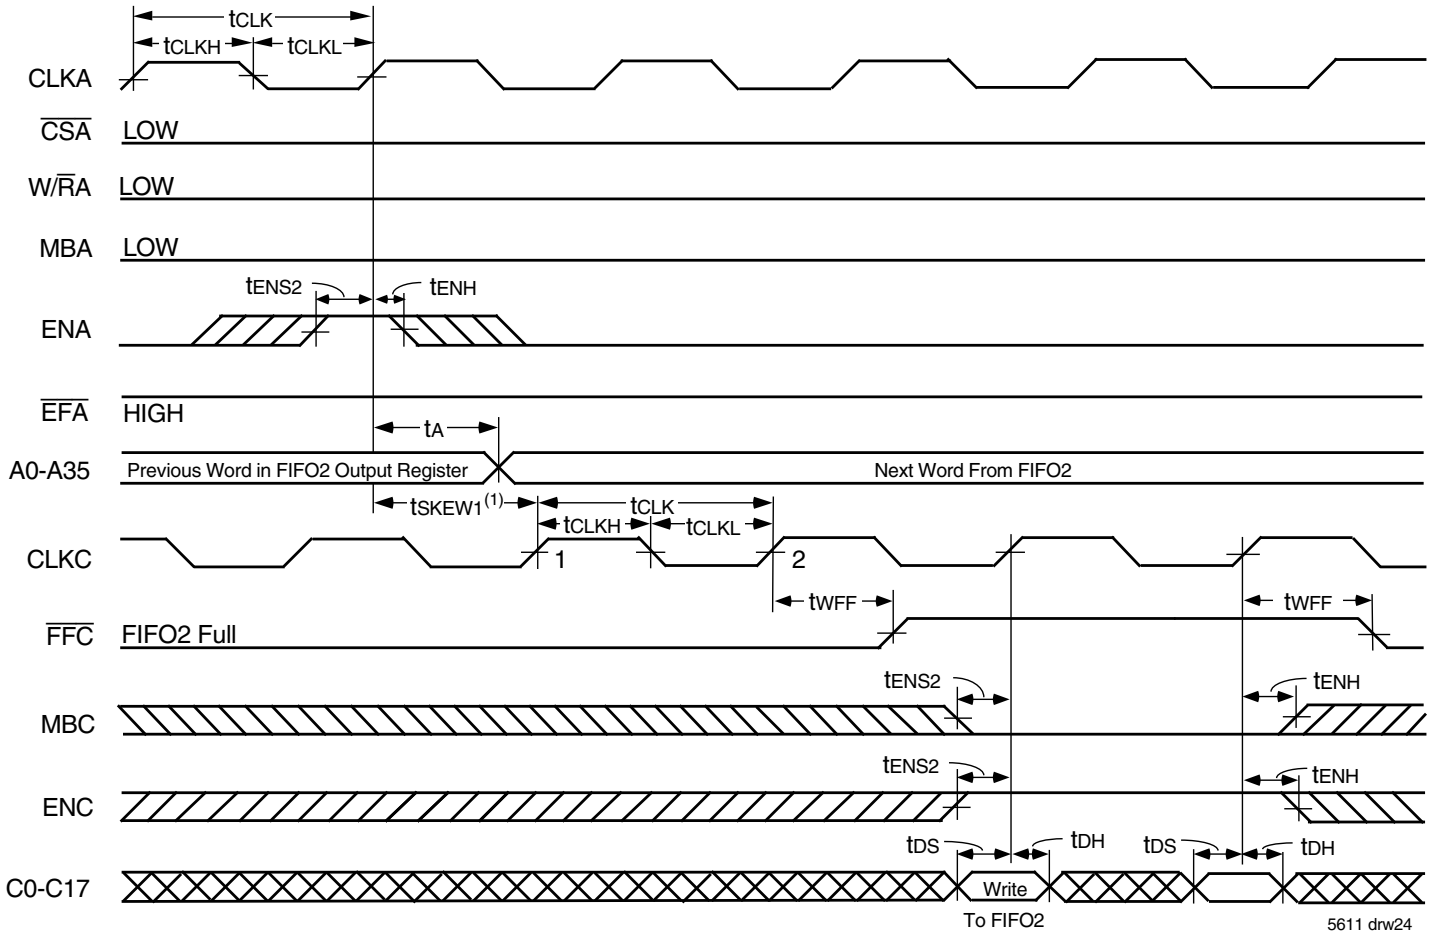 tCLK
tCLKH tCLKL
CLKA
CSA LOW
W/RA LOW
MBA LOW
tENS2 tENH
ENA
EFA HIGH
tA
A0-A35 Previous Word in FIFO2 Output Register Next Word From FIFO2
tSKEW1(1) tCLK
tCLKH tCLKL
CLKC 1 2
tWFF tWFF
FFC FIFO2 Full
tENS2 tENH
MBC
tENS2 tENH
ENC
tDS tDH tDS tDH
C0-C17 Write
To FIFO2
5611 drw24